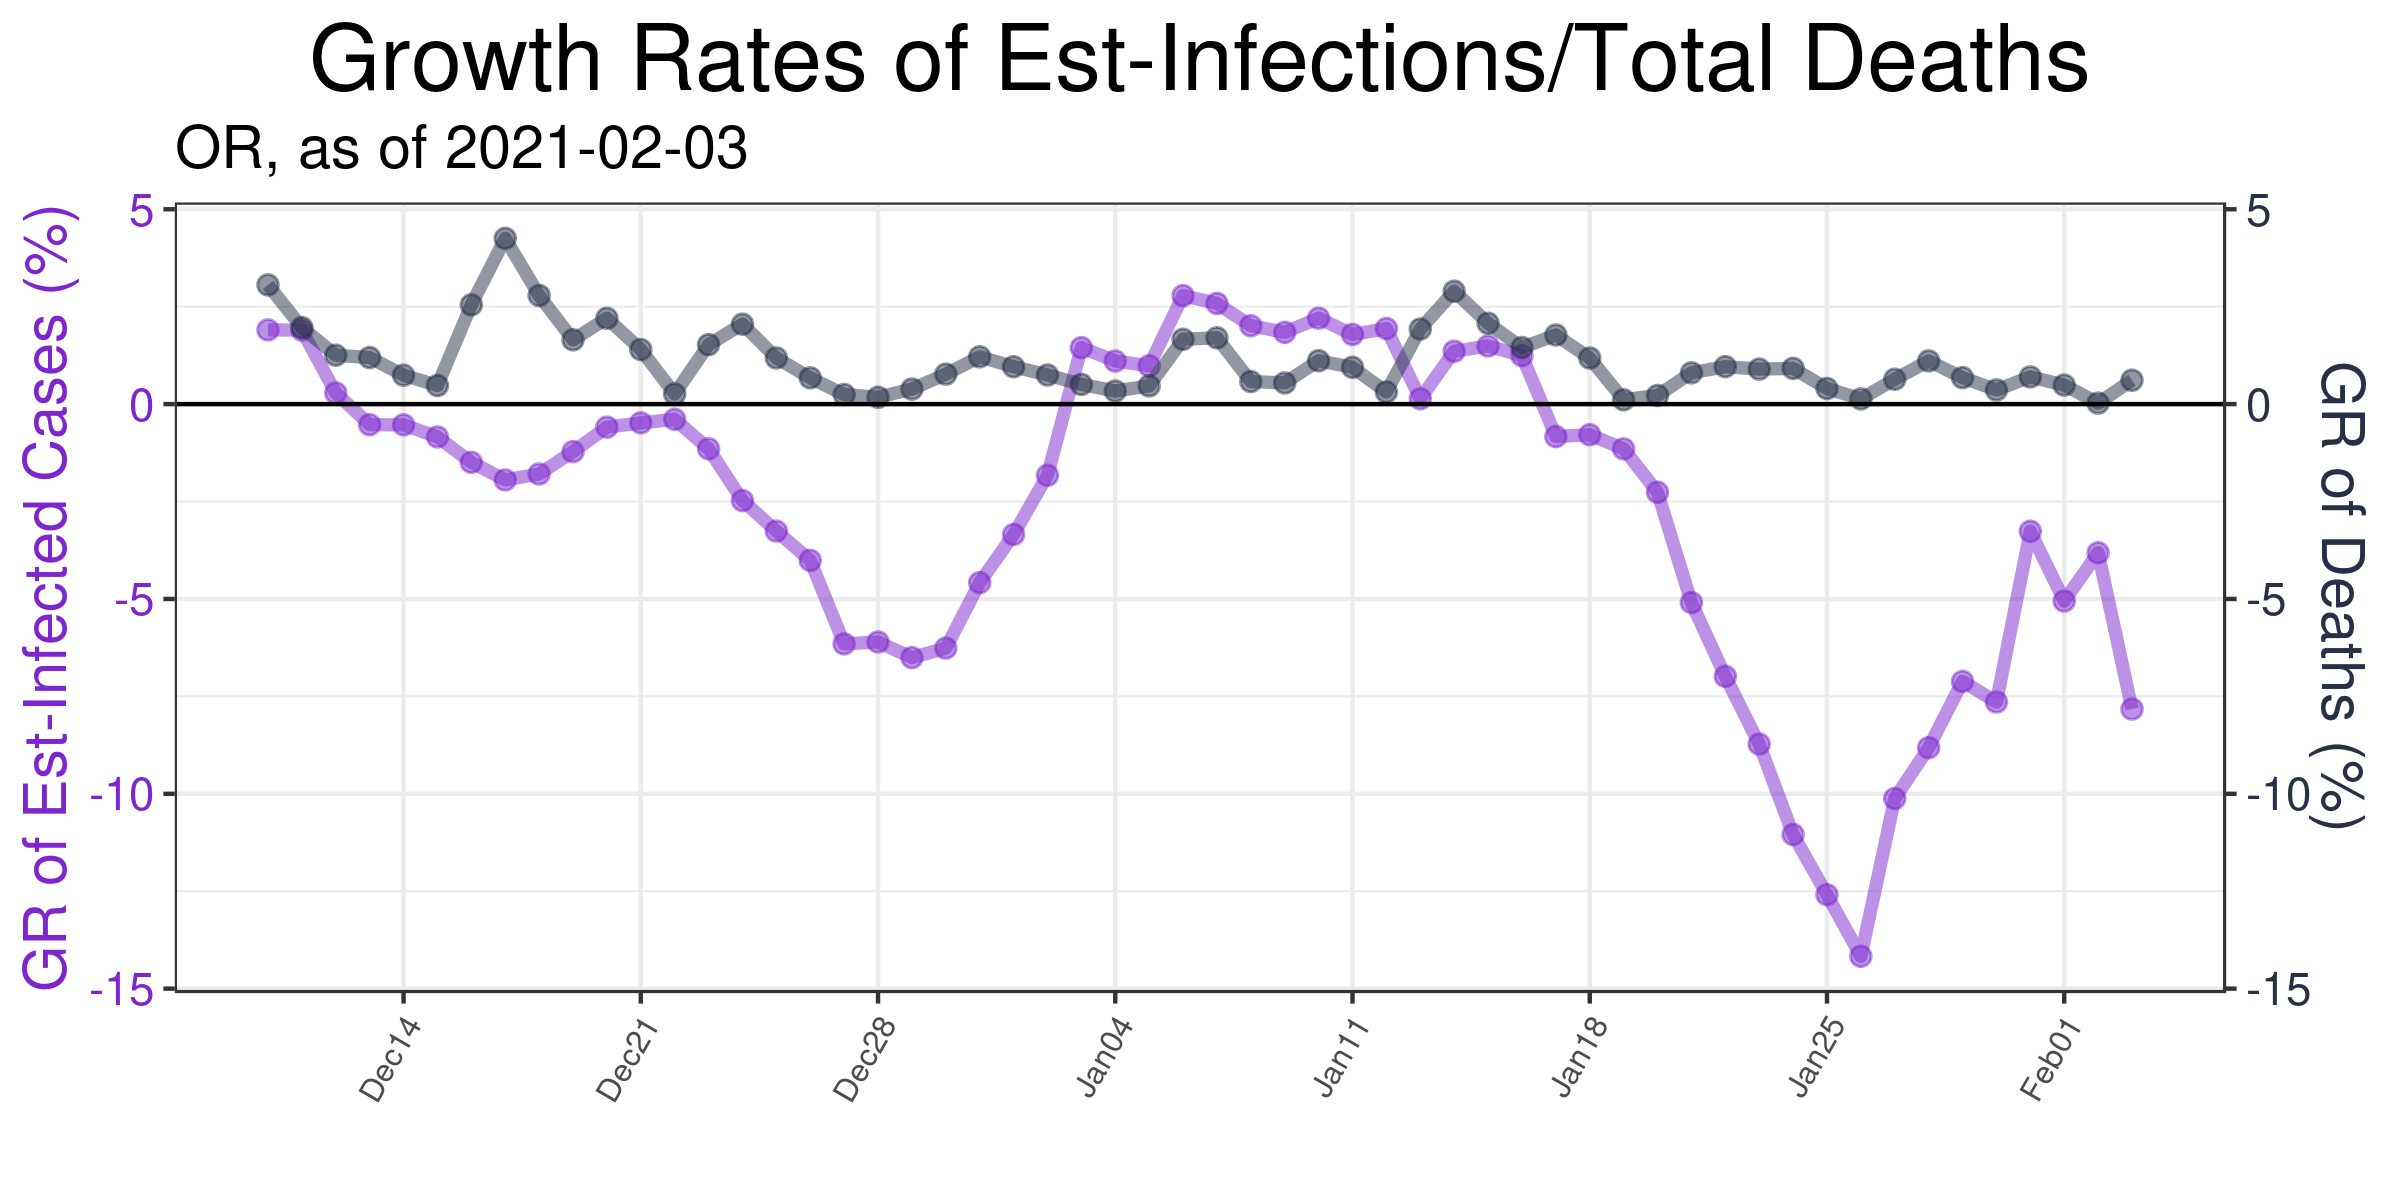 Growth Rates of Est-Infections/Total Deaths
OR, as of 2021-02-03
GR of Est-Infected Cases (%)
5
0
-5
-10
-15
5
0
-5
-10
-15
GR of Deaths (%)
Dec14
Dec21
Dec28
Jan04
Jan11
Jan18
Jan25
Feb01